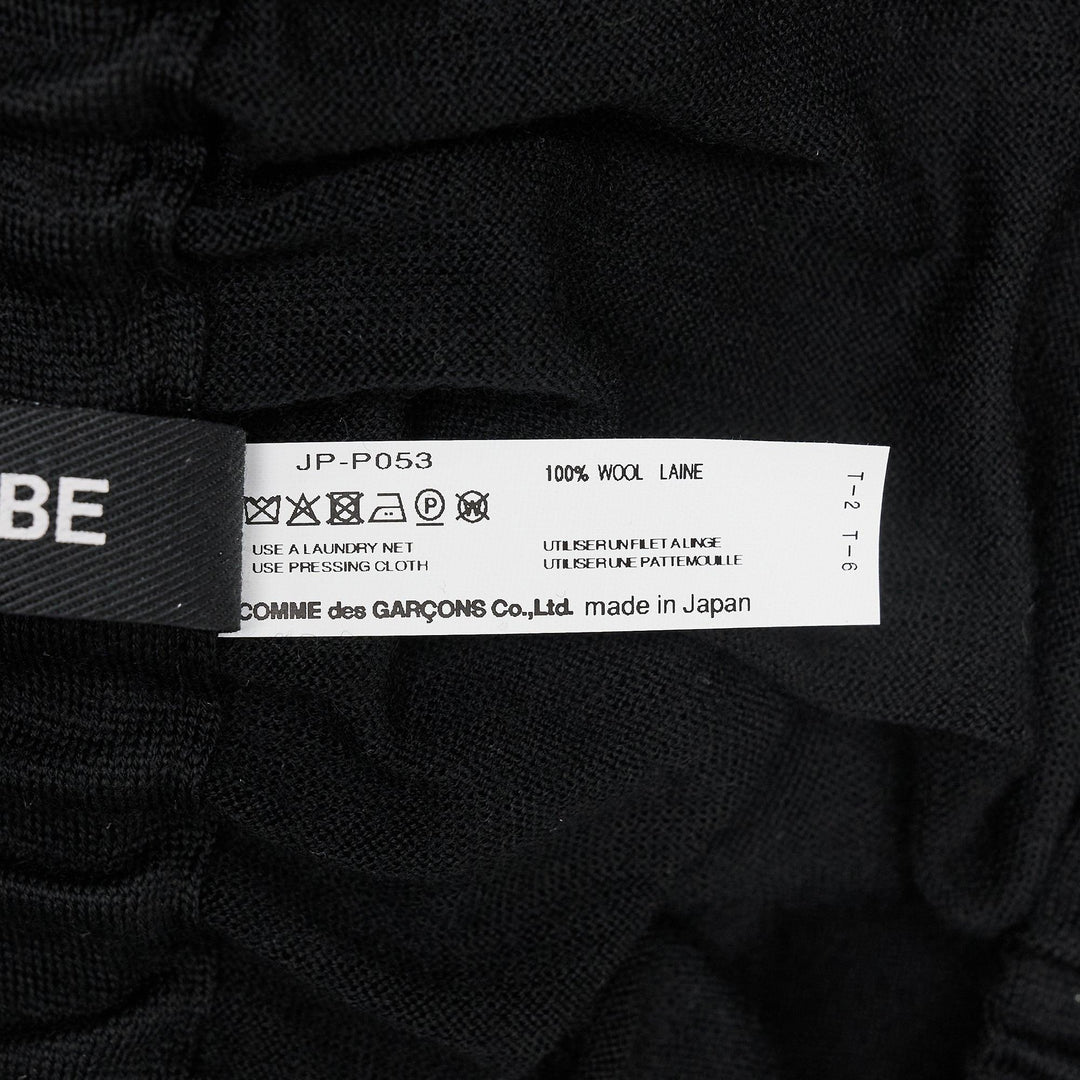 BE
JP-P053
100% WOOL LAINE
USE A LAUNDRY NET
USE PRESSING CLOTH
UTILISER UN FILET A LINGE
UTILISER UNE PATTEMOUILLE
COMME des GARÇONS Co.,Ltd. made in Japan
T-2 T-6